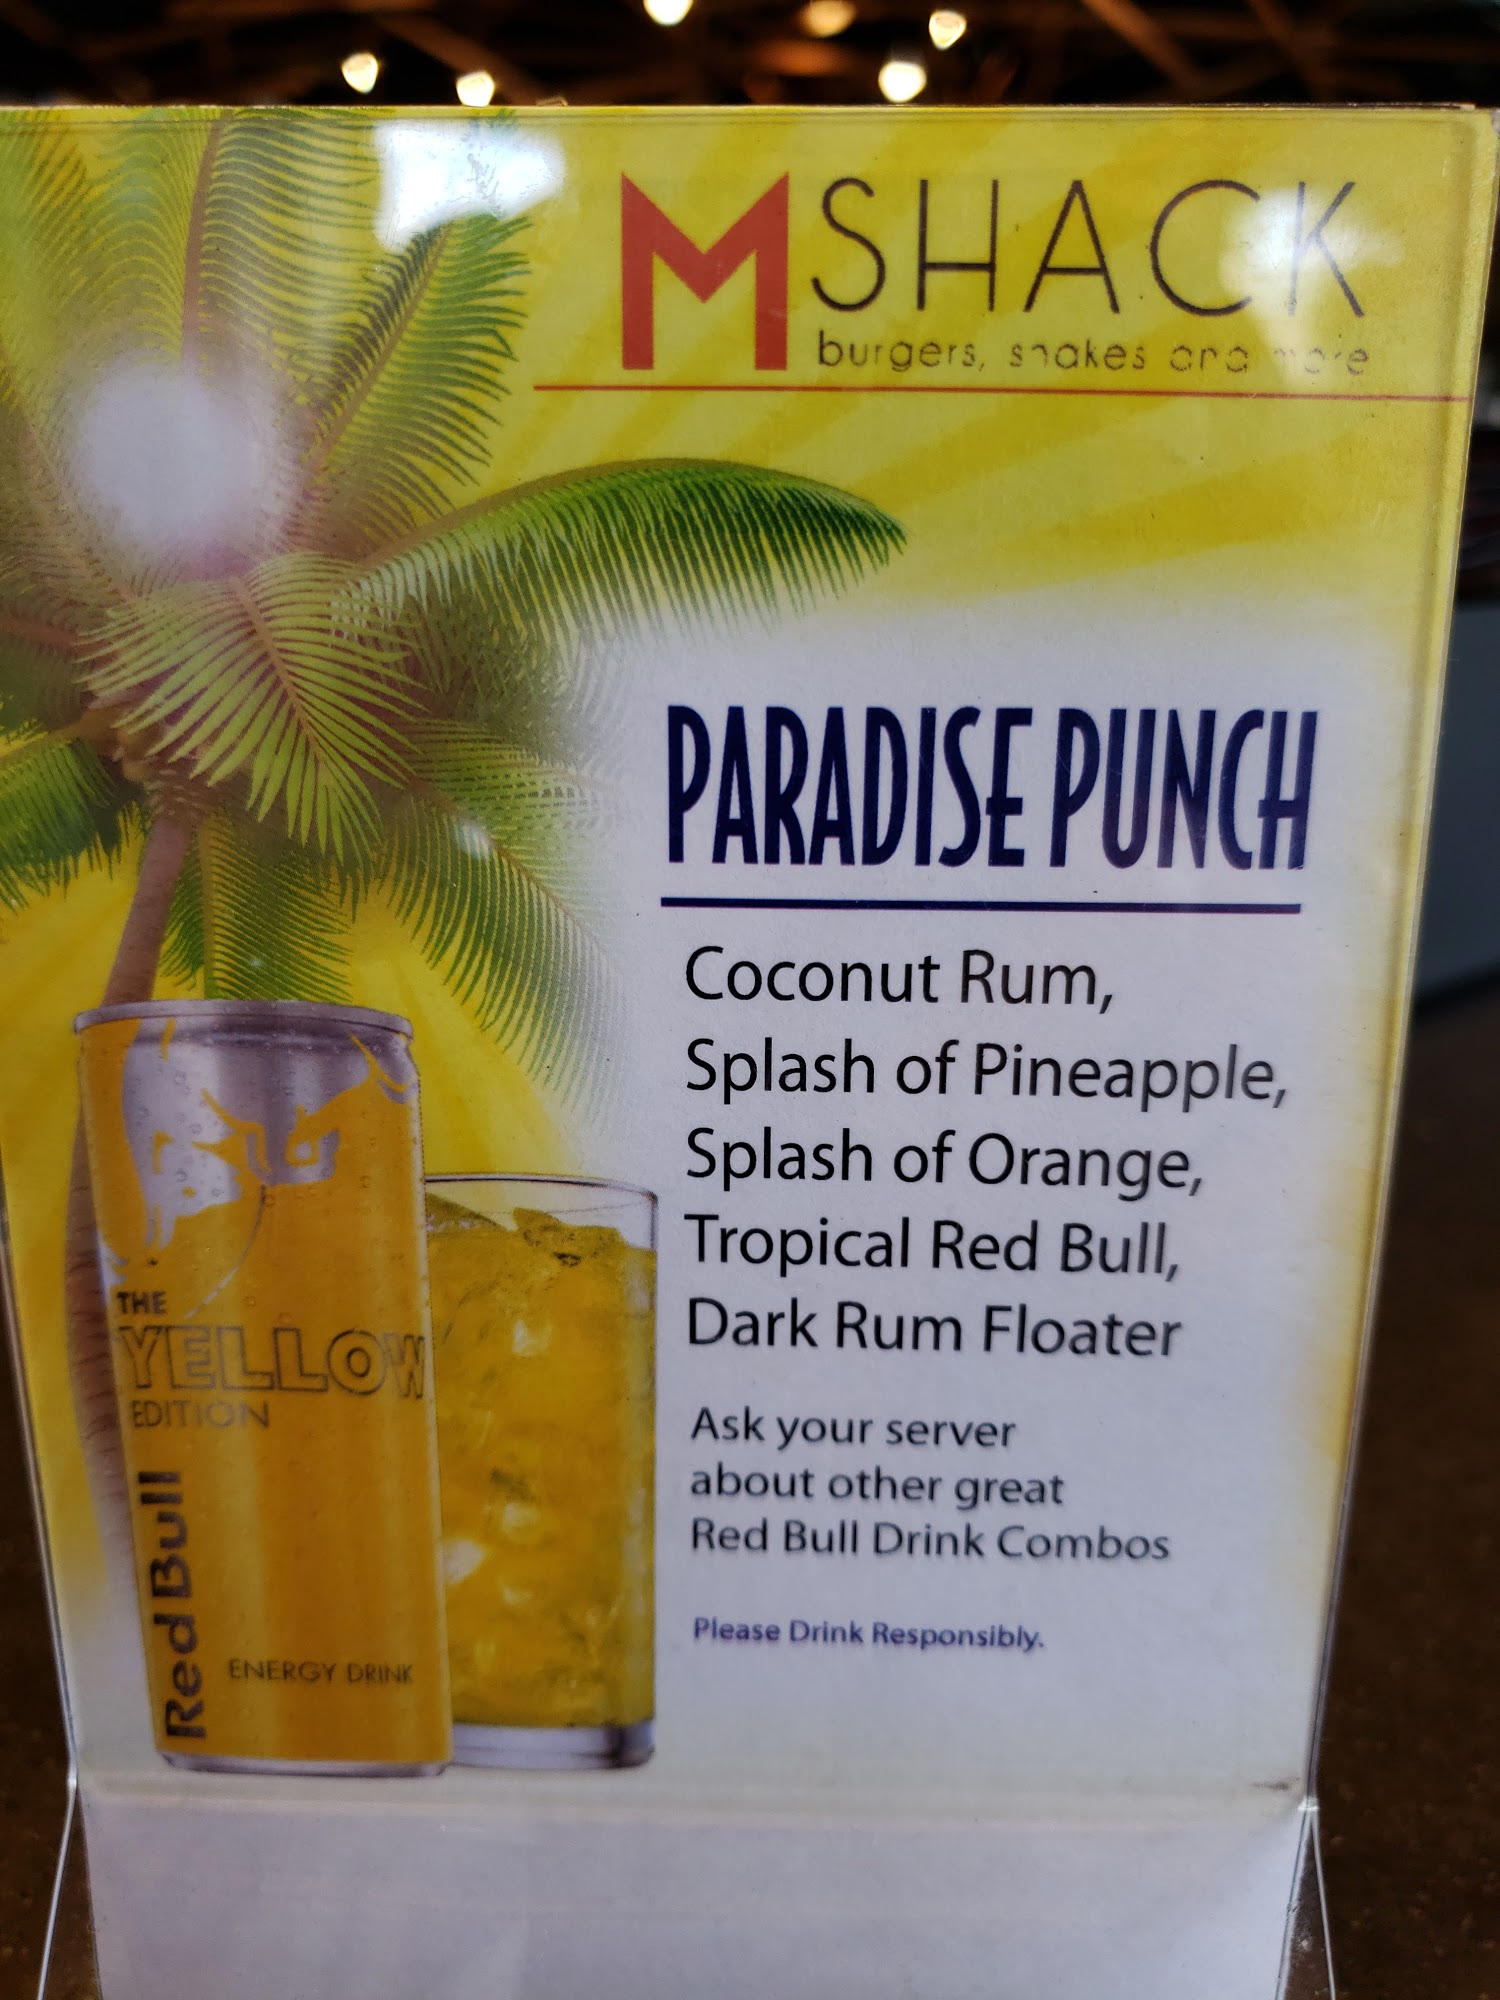 M SHACK
burgers, shakes and more
PARADISE PUNCH
Coconut Rum,
Splash of Pineapple,
Splash of Orange,
Tropical Red Bull,
Dark Rum Floater
Ask your server
about other great
Red Bull Drink Combos
Please Drink Responsibly.
THE
YELLOW
EDITION
Red Bull
ENERGY DRINK